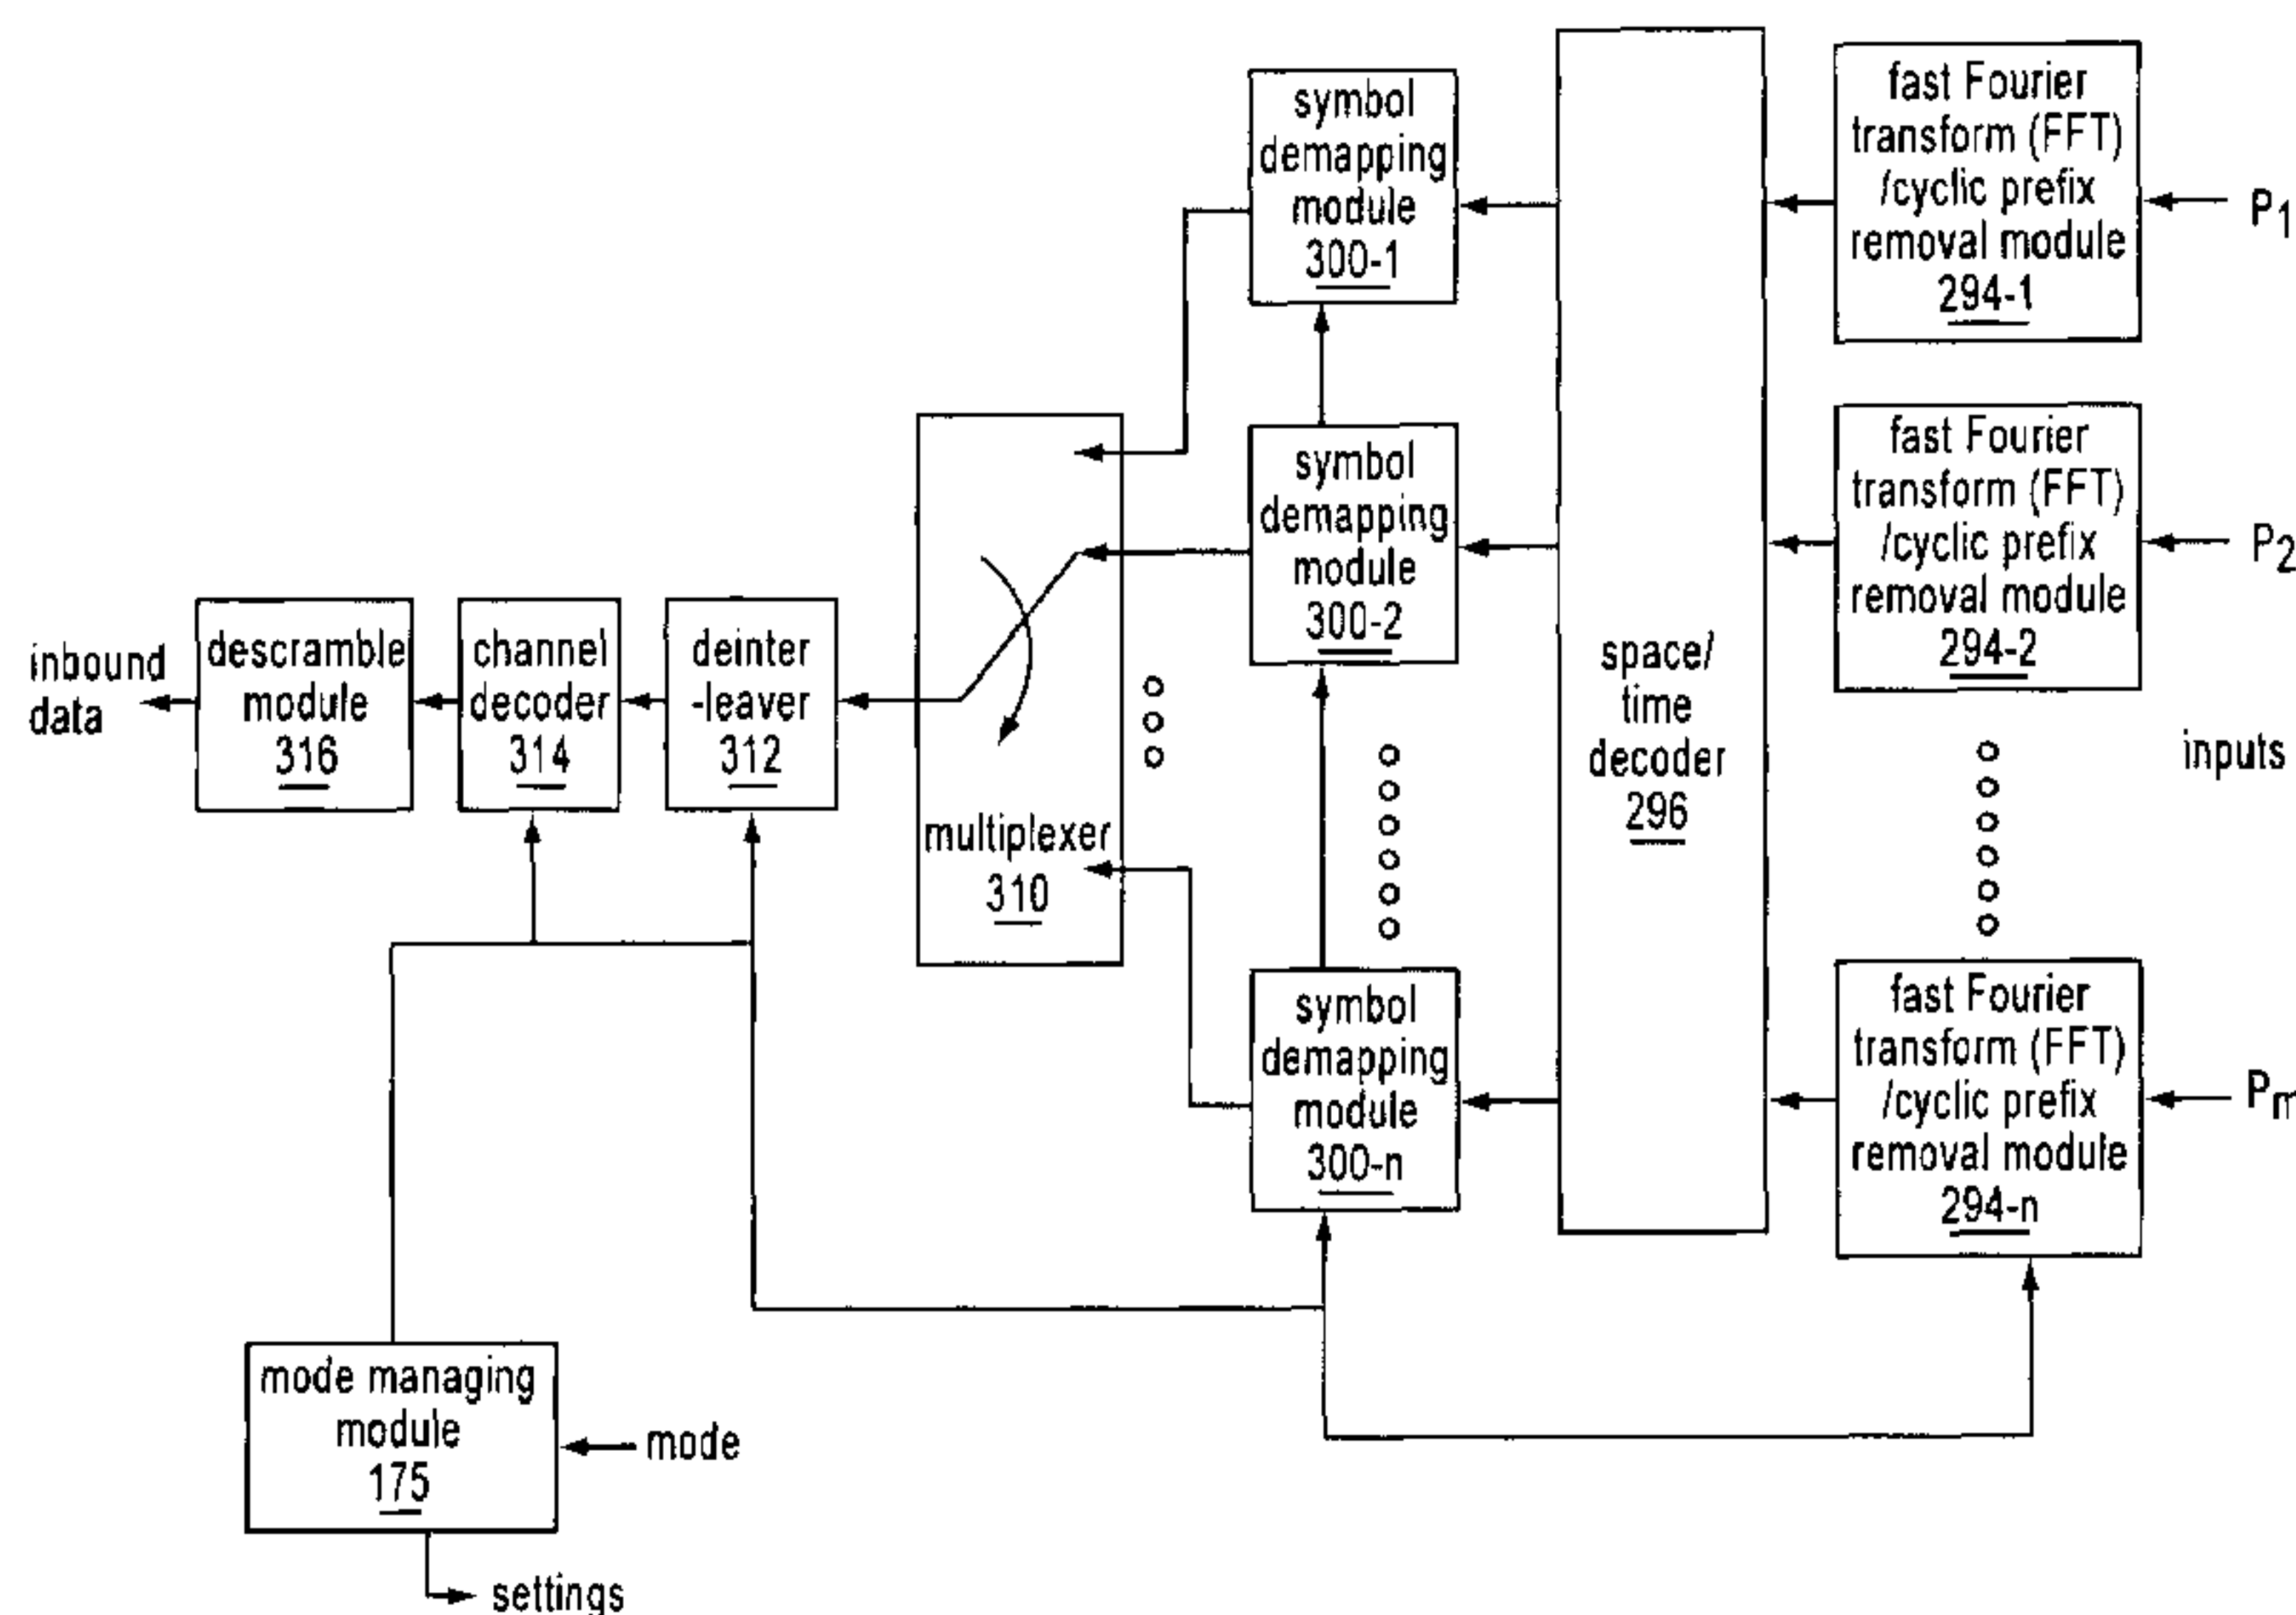 inbound
data
descramble
module
316
channel
decoder
314
deinter
-leaver
312
multiplexer
310
symbol
demapping
module
300-1
symbol
demapping
module
300-2
symbol
demapping
module
300-n
space/
time
decoder
296
fast Fourier
transform (FFT)
/cyclic prefix
removal module
294-1
P1
fast Fourier
transform (FFT)
/cyclic prefix
removal module
294-2
P2
inputs
fast Fourier
transform (FFT)
/cyclic prefix
removal module
294-n
Pm
mode managing
module
175
mode
settings